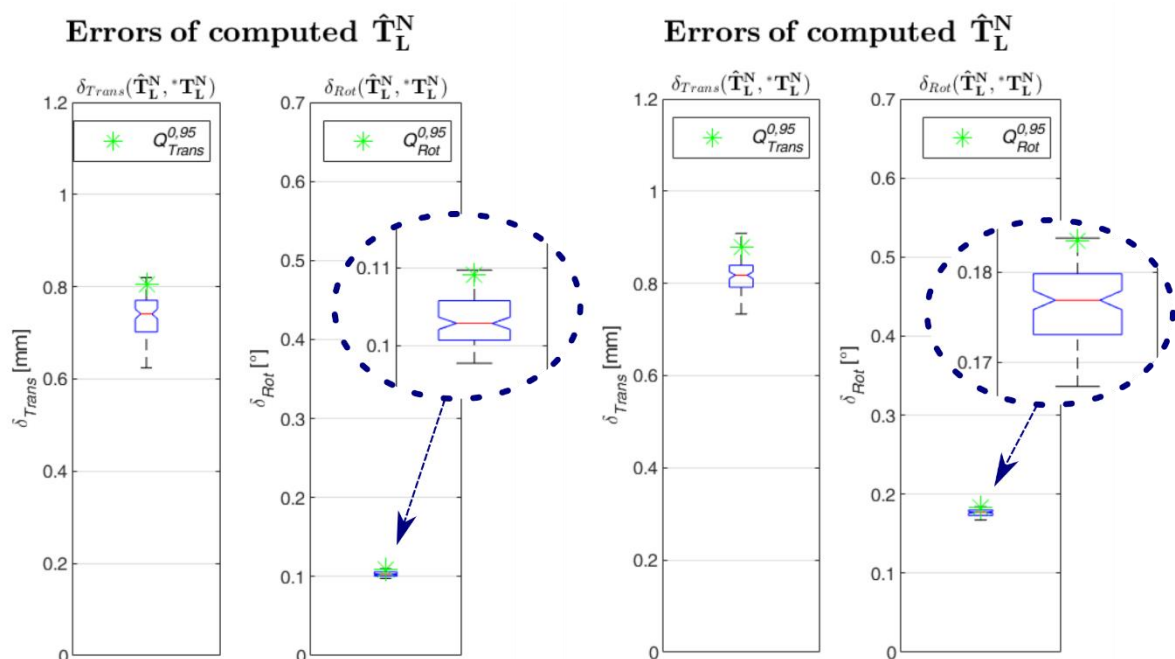 Errors of computed T̂_L^N
δ_Trans(T̂_L^N, *T_L^N)
1.2
1
0.8
0.6
0.4
0.2
0
δ_Trans [mm]
Q_Trans^0,95
δ_Rot(T̂_L^N, *T_L^N)
0.7
0.6
0.5
0.4
0.3
0.2
0.1
0
δ_Rot [°]
Q_Rot^0,95
0.11
0.1
Errors of computed T̂_L^N
δ_Trans(T̂_L^N, *T_L^N)
1.2
1
0.8
0.6
0.4
0.2
0
δ_Trans [mm]
Q_Trans^0,95
δ_Rot(T̂_L^N, *T_L^N)
0.7
0.6
0.5
0.4
0.3
0.2
0.1
0
δ_Rot [°]
Q_Rot^0,95
0.18
0.17